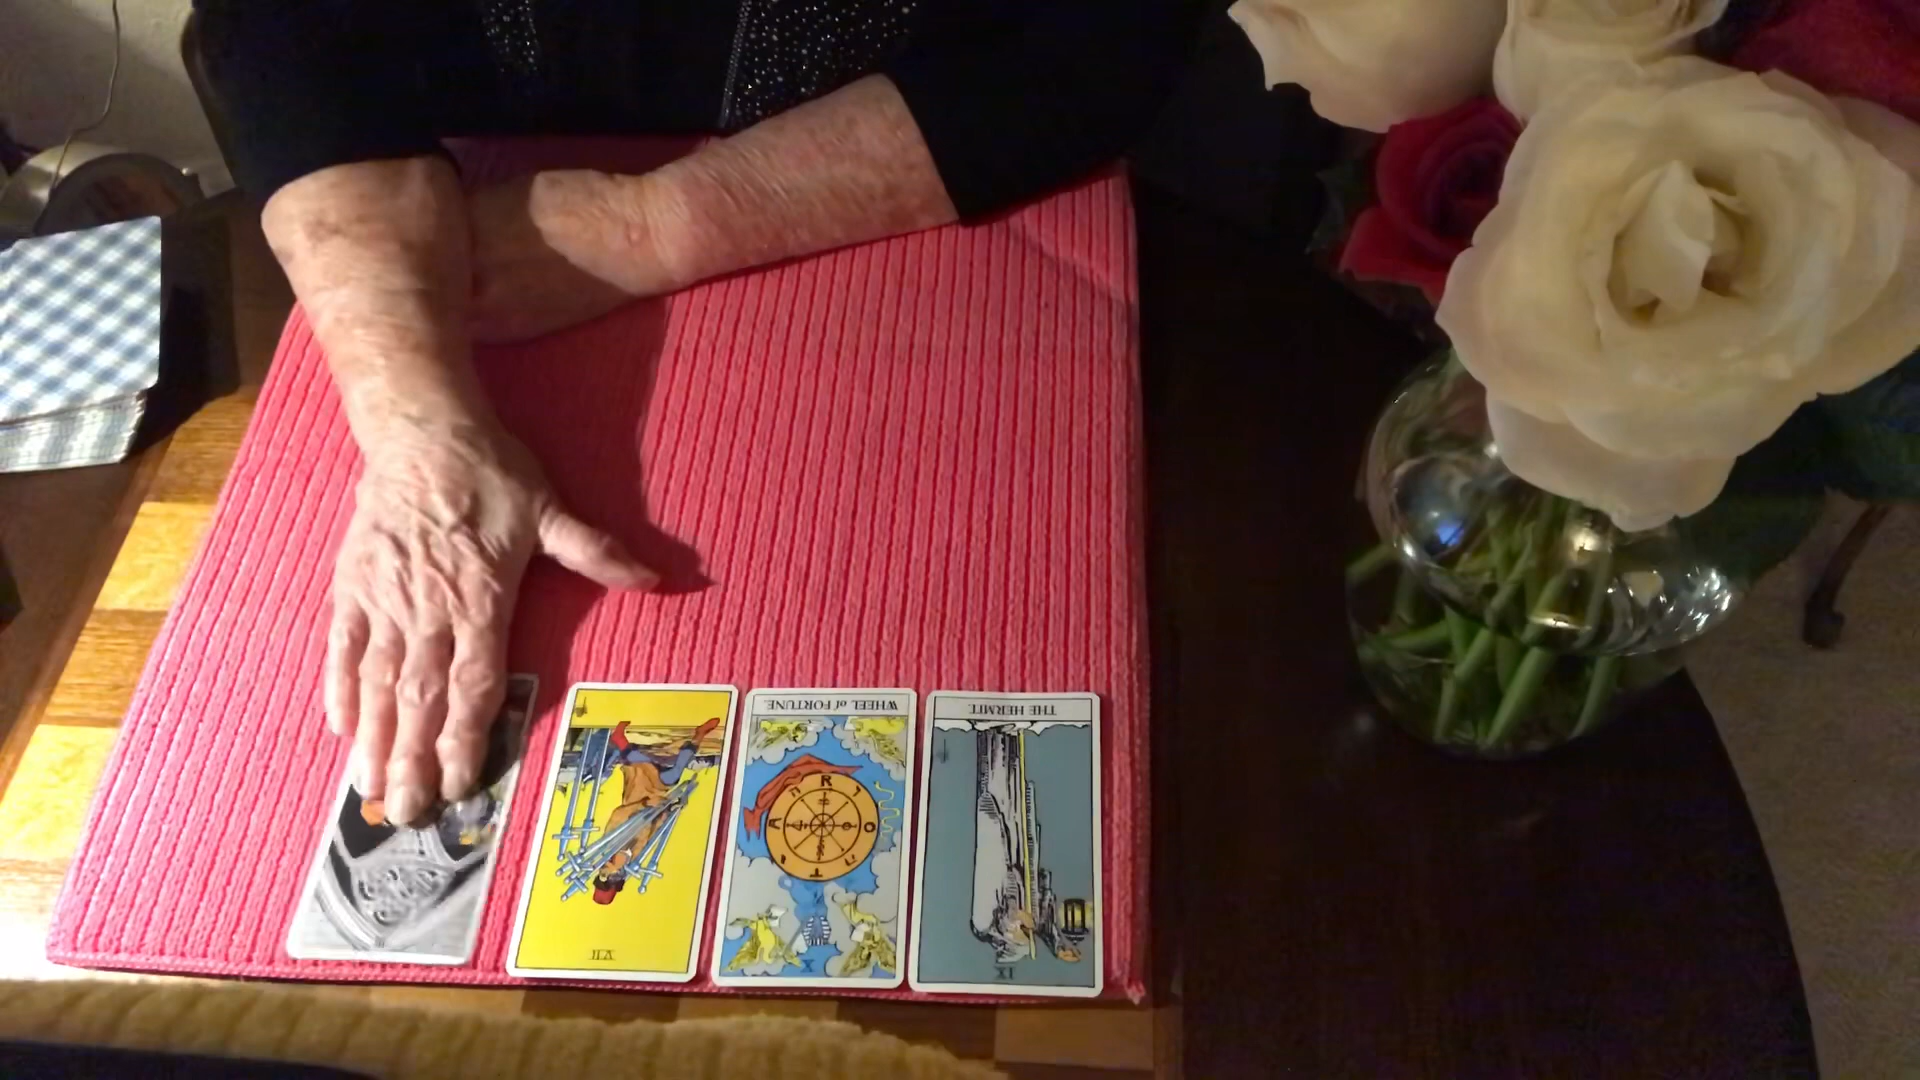 VII
WHEEL of FORTUNE.
T A R O
X
THE HERMIT.
IX